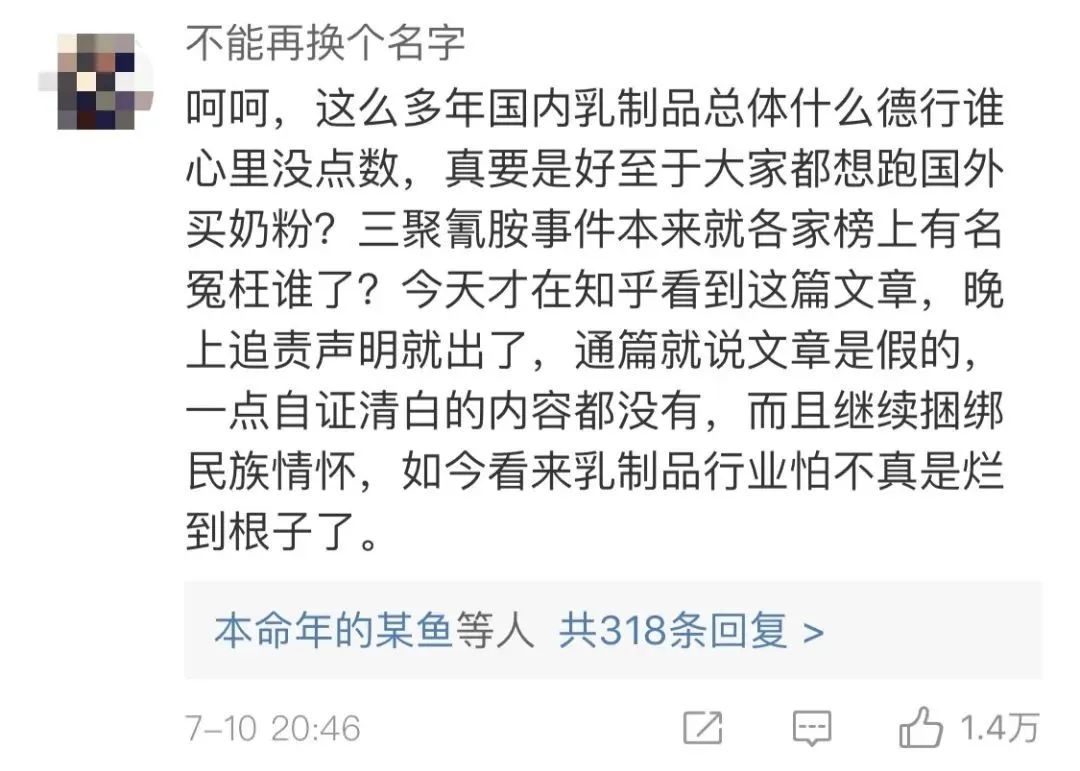 不能再换个名字
呵呵，这么多年国内乳制品总体什么德行谁
心里没点数，真要是好至于大家都想跑国外
买奶粉？三聚氰胺事件本来就各家榜上有名
冤枉谁了？今天才在知乎看到这篇文章，晚
上追责声明就出了，通篇就说文章是假的，
一点自证清白的内容都没有，而且继续捆绑
民族情怀，如今看来乳制品行业怕不真是烂
到根子了。
本命年的某鱼等人 共318条回复 >
7-10 20:46 1.4万